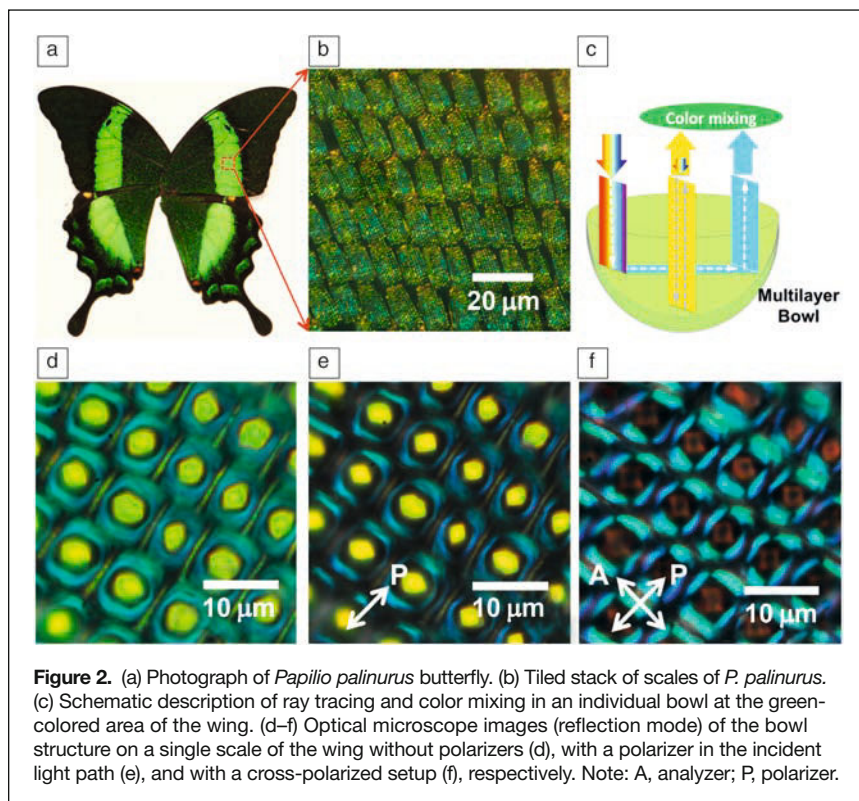 a
b
c
Color mixing
20 μm
Multilayer
Bowl
d
e
f
10 μm
P
10 μm
A
P
10 μm
Figure 2. (a) Photograph of Papilio palinurus butterfly. (b) Tiled stack of scales of P. palinurus.
(c) Schematic description of ray tracing and color mixing in an individual bowl at the green-
colored area of the wing. (d–f) Optical microscope images (reflection mode) of the bowl
structure on a single scale of the wing without polarizers (d), with a polarizer in the incident
light path (e), and with a cross-polarized setup (f), respectively. Note: A, analyzer; P, polarizer.